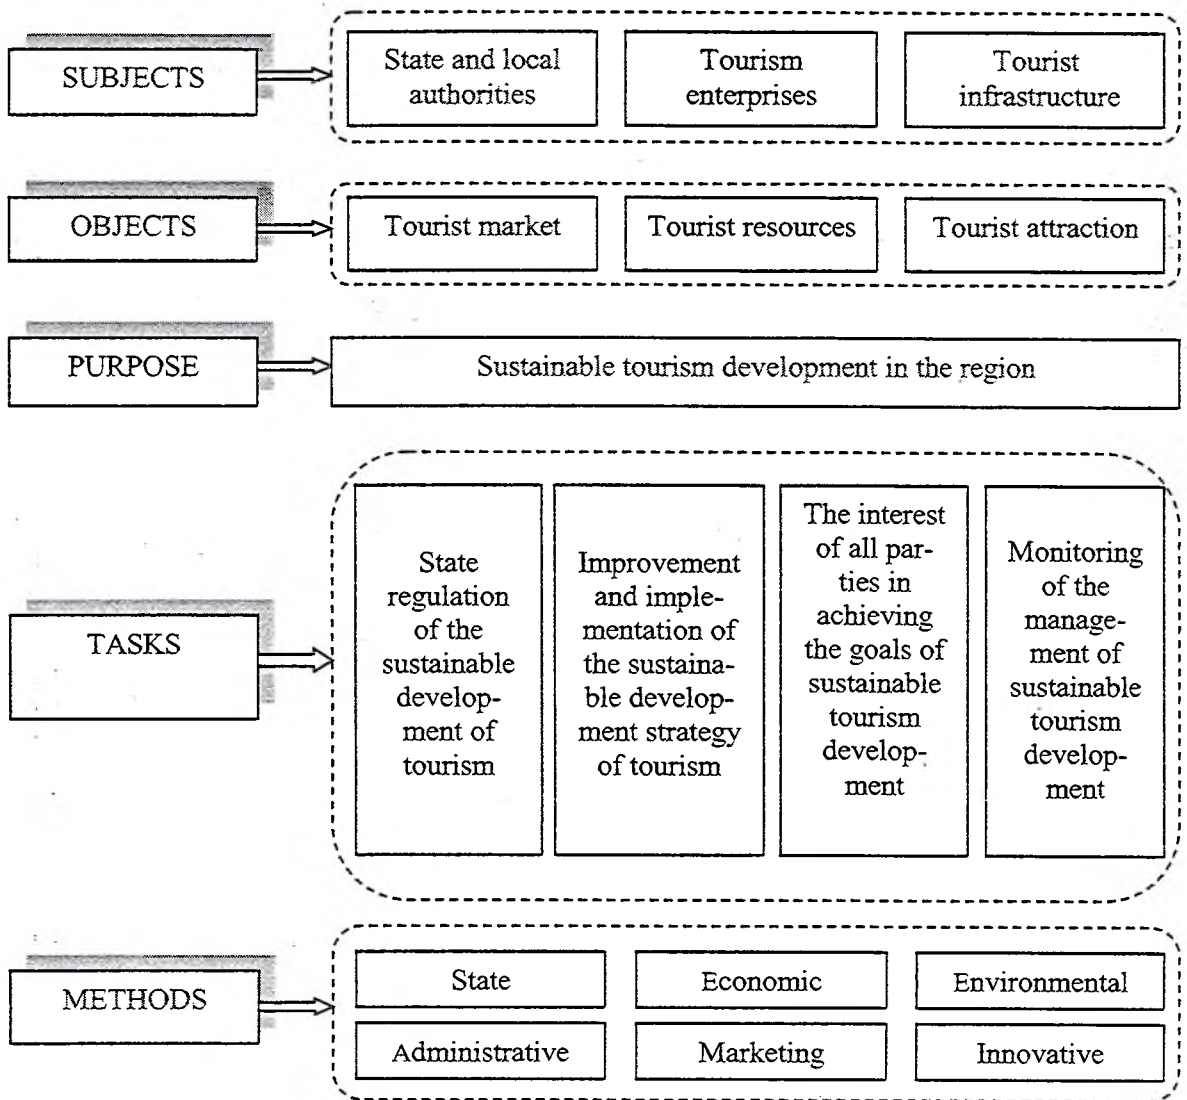 SUBJECTS
State and local
authorities
Tourism
enterprises
Tourist
infrastructure
OBJECTS
Tourist market
Tourist resources
Tourist attraction
PURPOSE
Sustainable tourism development in the region
TASKS
State
regulation
of the
sustainable
develop-
ment of
tourism
Improvement
and imple-
mentation of
the sustaina-
ble develop-
ment strategy
of tourism
The interest
of all par-
ties in
achieving
the goals of
sustainable
tourism
develop-
ment
Monitoring
of the
manage-
ment of
sustainable
tourism
develop-
ment
METHODS
State
Economic
Environmental
Administrative
Marketing
Innovative